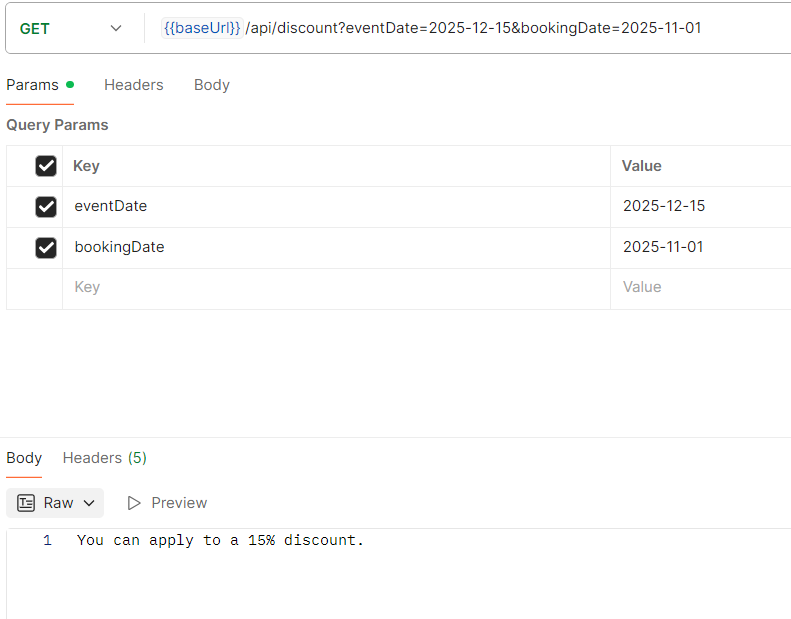 GET {{baseUrl}}/api/discount?eventDate=2025-12-15&bookingDate=2025-11-01
Params Headers Body
Query Params
Key Value
eventDate 2025-12-15
bookingDate 2025-11-01
Key Value
Body Headers (5)
Raw Preview
1 You can apply to a 15% discount.